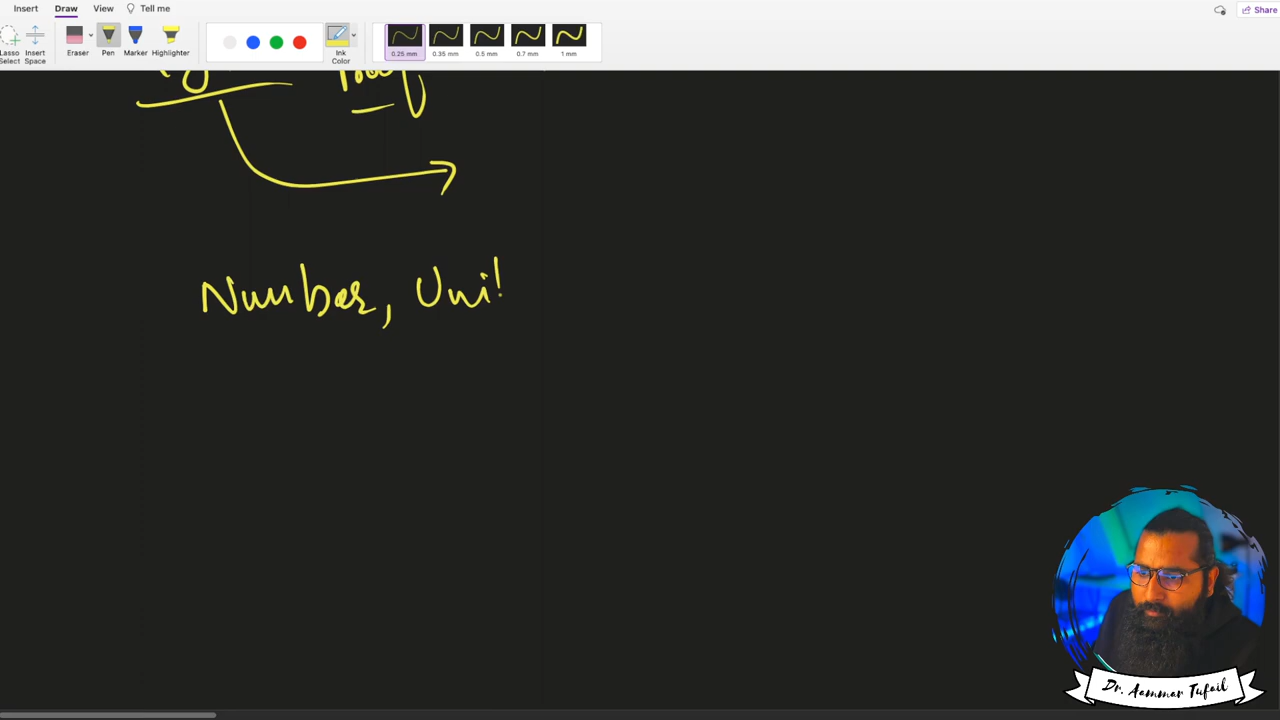 Insert Draw View Tell me Share
Lasso Select Insert Space Eraser Pen Marker Highlighter Ink Color 0.25 mm 0.35 mm 0.5 mm 0.7 mm 1 mm
Number, Uni
Dr. Aammar Tufail